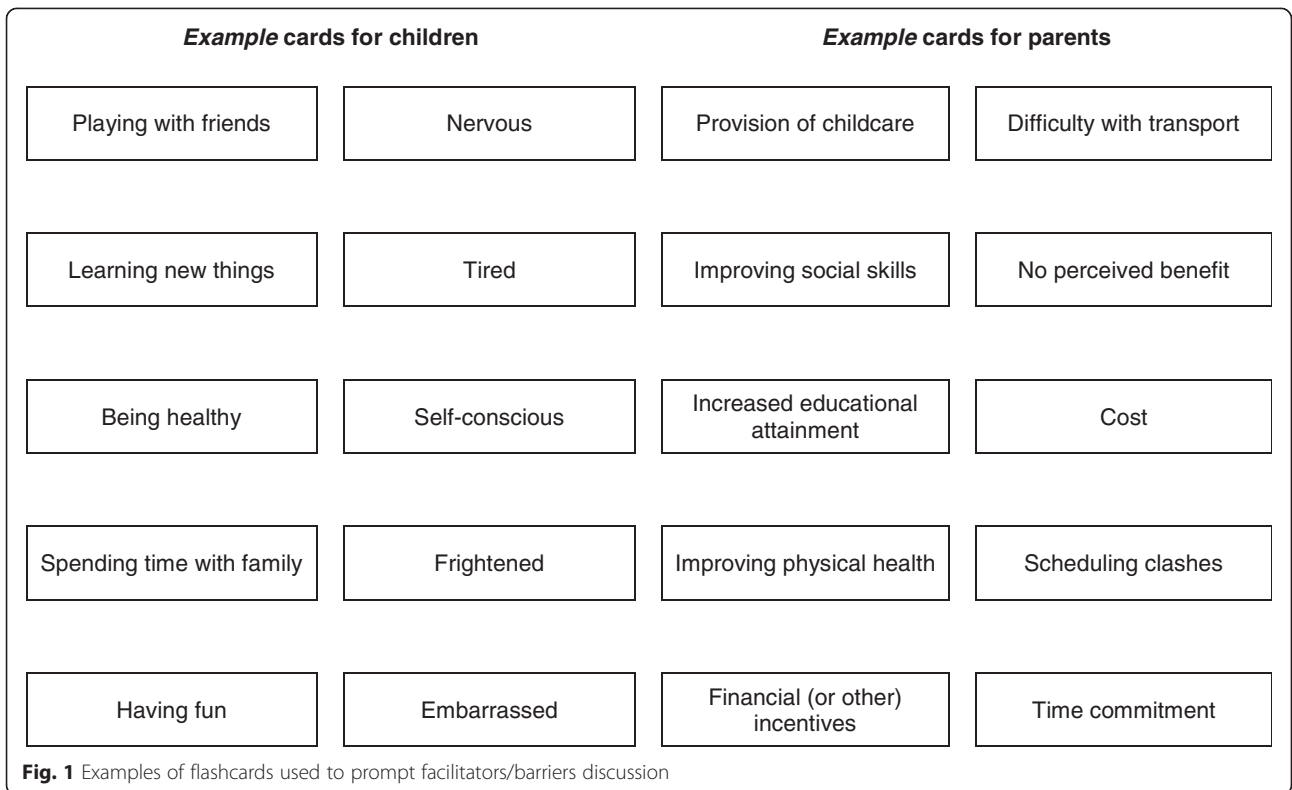 Example cards for children
Example cards for parents
Playing with friends
Nervous
Provision of childcare
Difficulty with transport
Learning new things
Tired
Improving social skills
No perceived benefit
Being healthy
Self-conscious
Increased educational
attainment
Cost
Spending time with family
Frightened
Improving physical health
Scheduling clashes
Having fun
Embarrassed
Financial (or other)
incentives
Time commitment
Fig. 1 Examples of flashcards used to prompt facilitators/barriers discussion